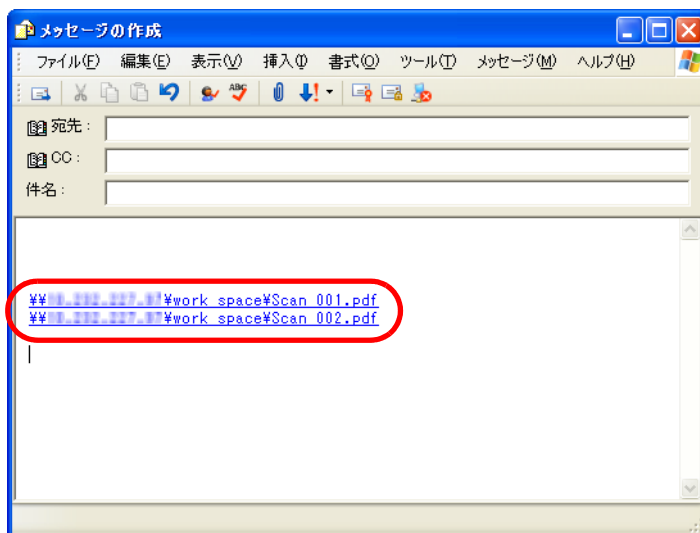 メッセージの作成
ファイル(F) 編集(E) 表示(V) 挿入(I) 書式(O) ツール(T) メッセージ(M) ヘルプ(H)
ABC
宛先:
CC:
件名:
¥¥ ¥work space¥Scan 001.pdf
¥¥ ¥work space¥Scan 002.pdf